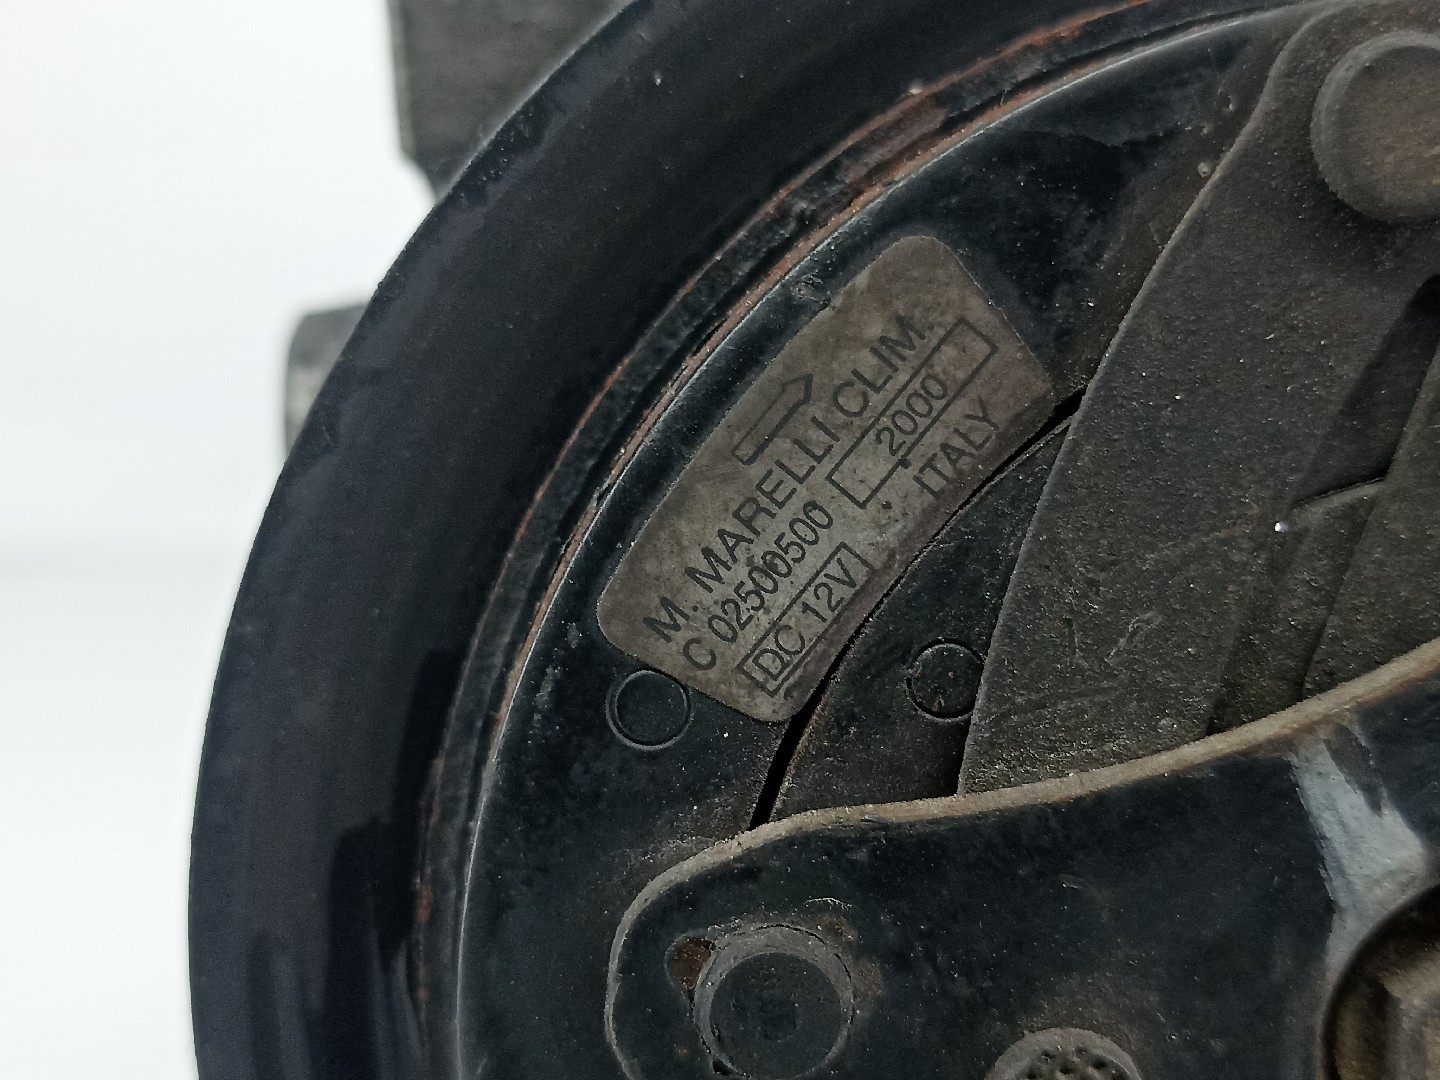 M. MARELLI CLIM.
C 02500500 2000
DC 12V ITALY